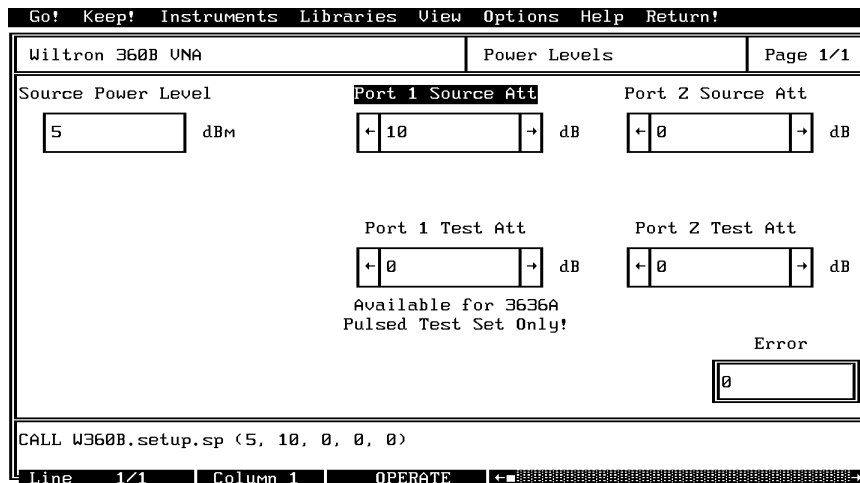 Go! Keep! Instruments Libraries View Options Help Return!
Wiltron 360B VNA Power Levels Page 1/1
Source Power Level Port 1 Source Att Port 2 Source Att
5 dBm ← 10 → dB ← 0 → dB
Port 1 Test Att Port 2 Test Att
← 0 → dB ← 0 → dB
Available for 3636A
Pulsed Test Set Only!
Error
0
CALL W360B.setup.sp (5, 10, 0, 0, 0)
Line 1/1 Column 1 OPERATE